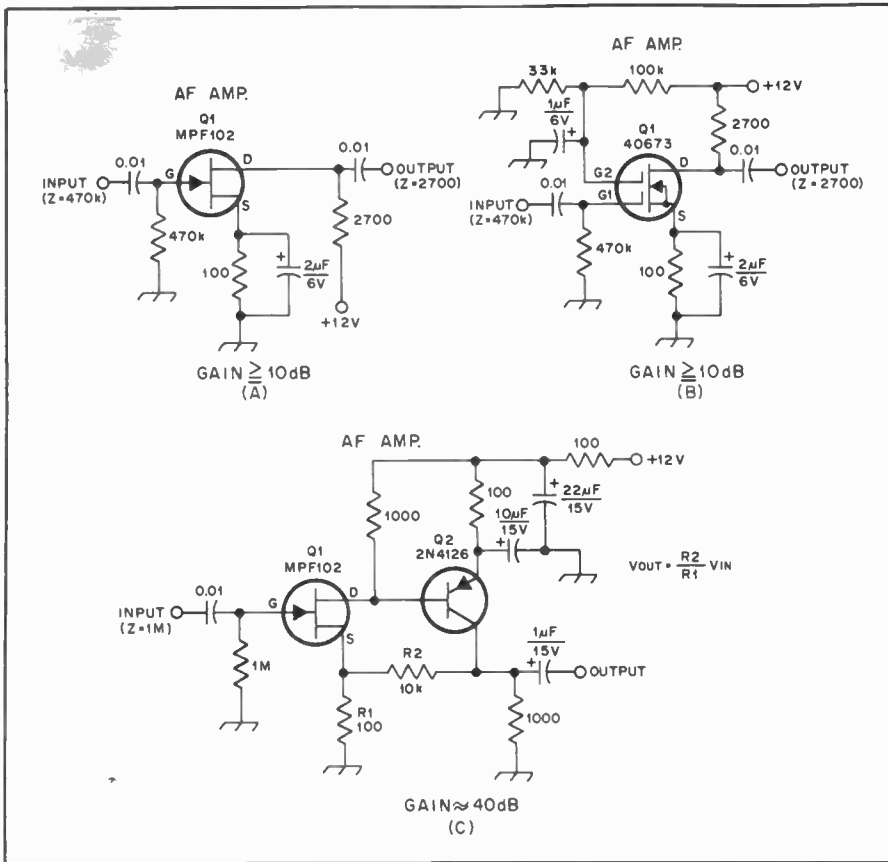 AF AMP.
Q1
MPF102
0.01
INPUT
(Z=470k)
G
D
S
0.01
OUTPUT
(Z=2700)
470k
2700
100
+
2µF
6V
+12V
GAIN ≧ 10dB
(A)
AF AMP.
33k
100k
+12V
1µF
6V
+
Q1
40673
2700
G2
D
0.01
OUTPUT
(Z=2700)
0.01
G1
S
INPUT
(Z=470k)
470k
100
+
2µF
6V
GAIN ≧ 10dB
(B)
AF AMP.
100
+12V
1000
100
+
22µF
15V
10µF
15V
+
Q2
2N4126
Q1
MPF102
VOUT = R2/R1 VIN
0.01
INPUT
(Z=1M)
G
D
S
1M
R2
10k
1µF
15V
+
OUTPUT
R1
100
1000
GAIN ≈ 40dB
(C)